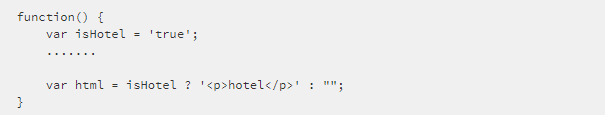 function() {
    var isHotel = 'true';
    .......
    var html = isHotel ? '<p>hotel</p>' : "";
}